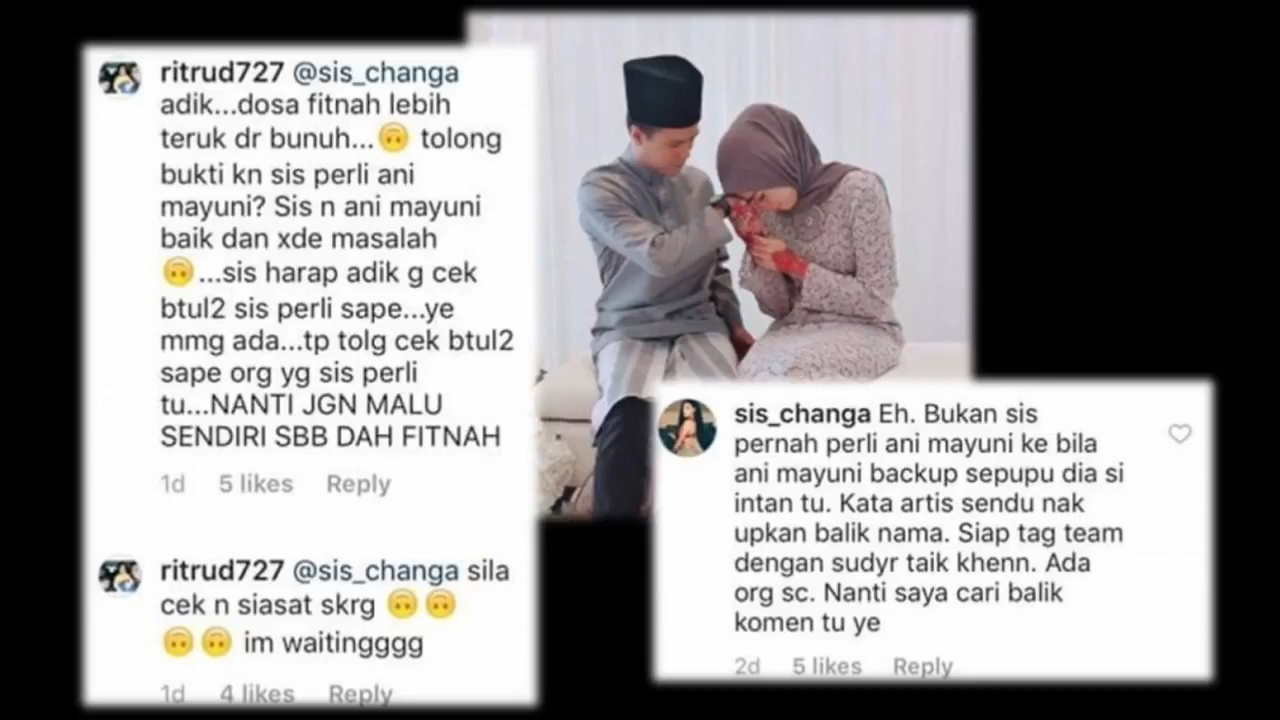 ritrud727 @sis_changa
adik...dosa fitnah lebih
teruk dr bunuh...🙃 tolong
bukti kn sis perli ani
mayuni? Sis n ani mayuni
baik dan xde masalah
🙃...sis harap adik g cek
btul2 sis perli sape...ye
mmg ada...tp tolg cek btul2
sape org yg sis perli
tu...NANTI JGN MALU
SENDIRI SBB DAH FITNAH
1d 5 likes Reply
ritrud727 @sis_changa sila
cek n siasat skrg 🙃🙃
🙃🙃 im waitingggg
1d 4 likes Reply
sis_changa Eh. Bukan sis
pernah perli ani mayuni ke bila
ani mayuni backup sepupu dia si
intan tu. Kata artis sendu nak
upkan balik nama. Siap tag team
dengan sudyr taik khenn. Ada
org sc. Nanti saya cari balik
komen tu ye
2d 5 likes Reply